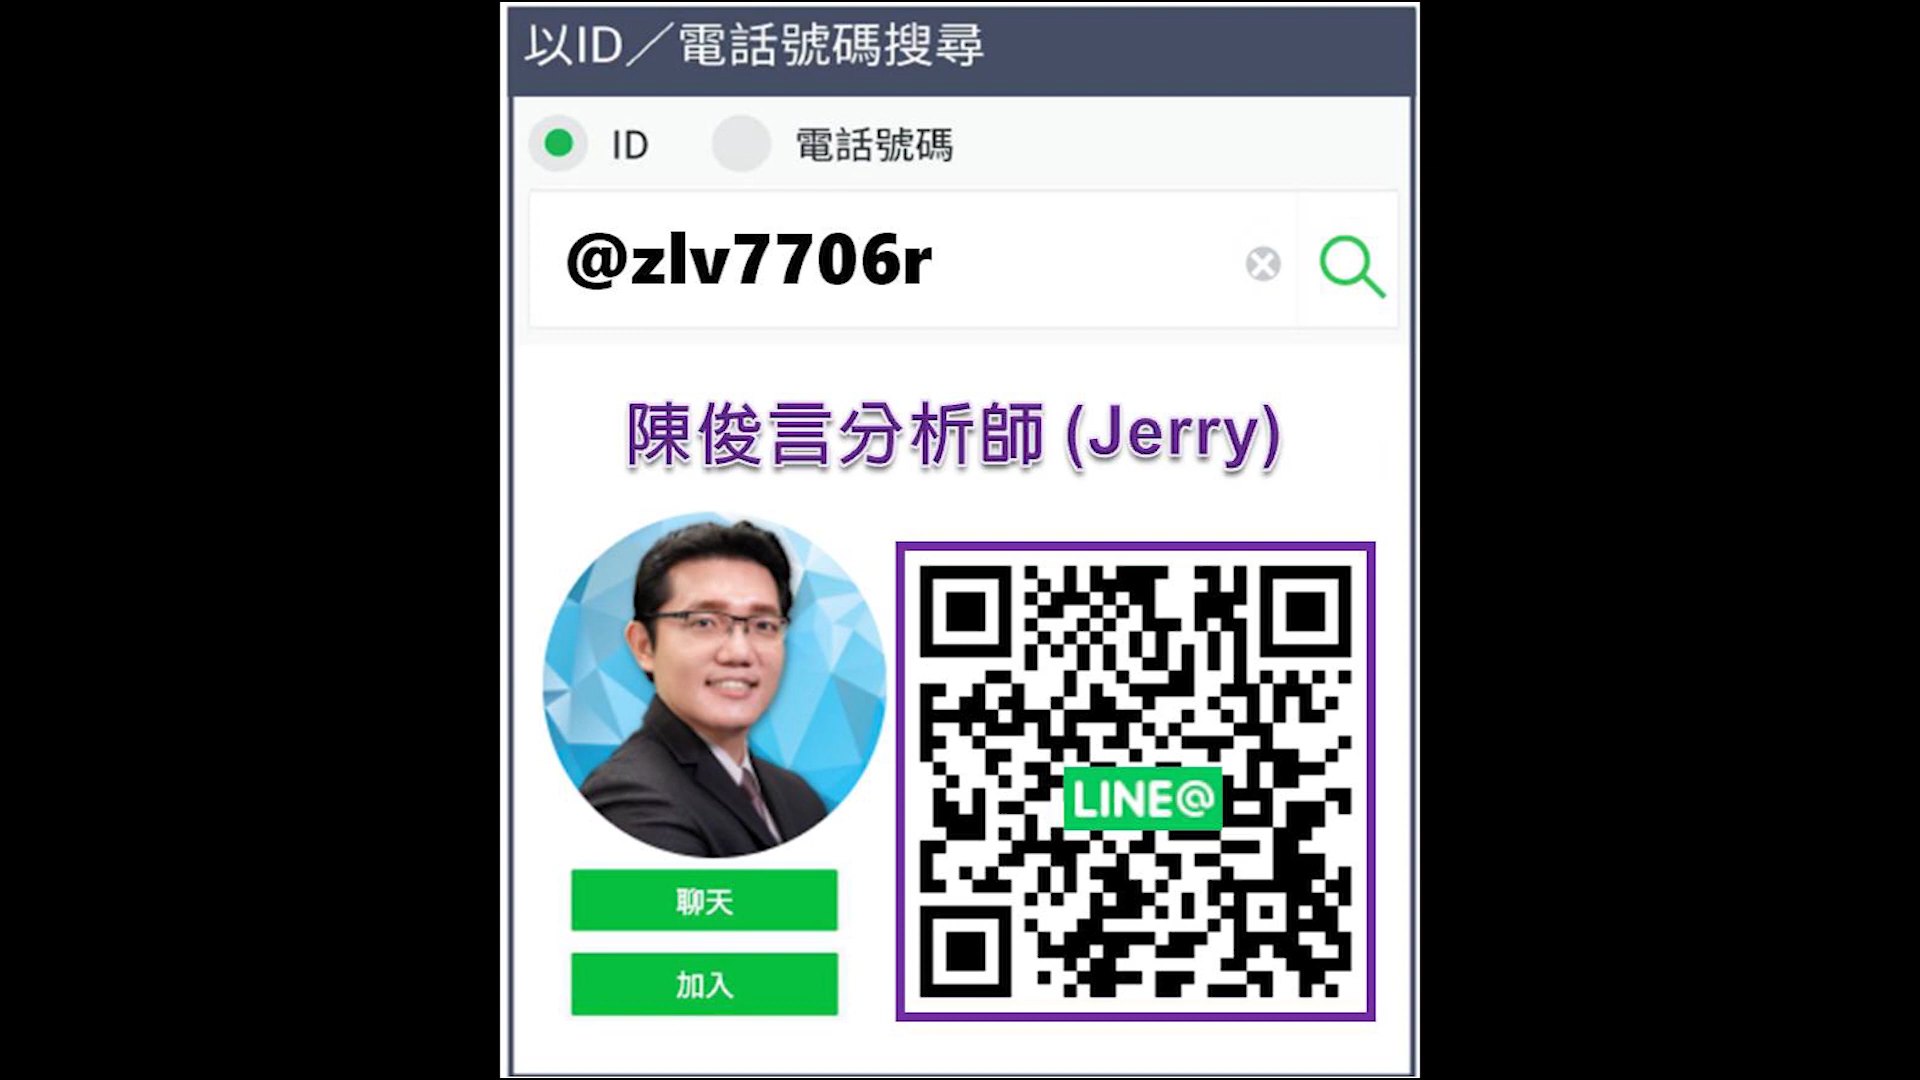 以ID／電話號碼搜尋
ID 電話號碼
@zlv7706r
陳俊言分析師 (Jerry)
LINE@
聊天
加入